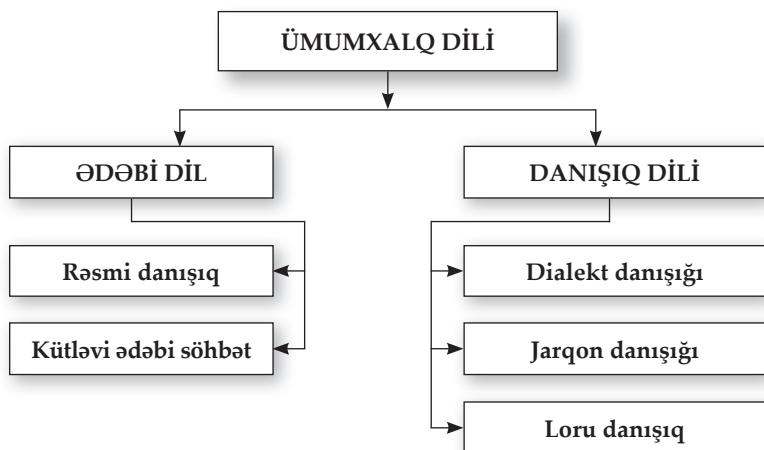 ÜMUMXALQ DİLİ
ƏDƏBİ DİL
DANIŞIQ DİLİ
Rəsmi danışıq
Dialekt danışığı
Kütləvi ədəbi söhbət
Jarqon danışığı
Loru danışıq